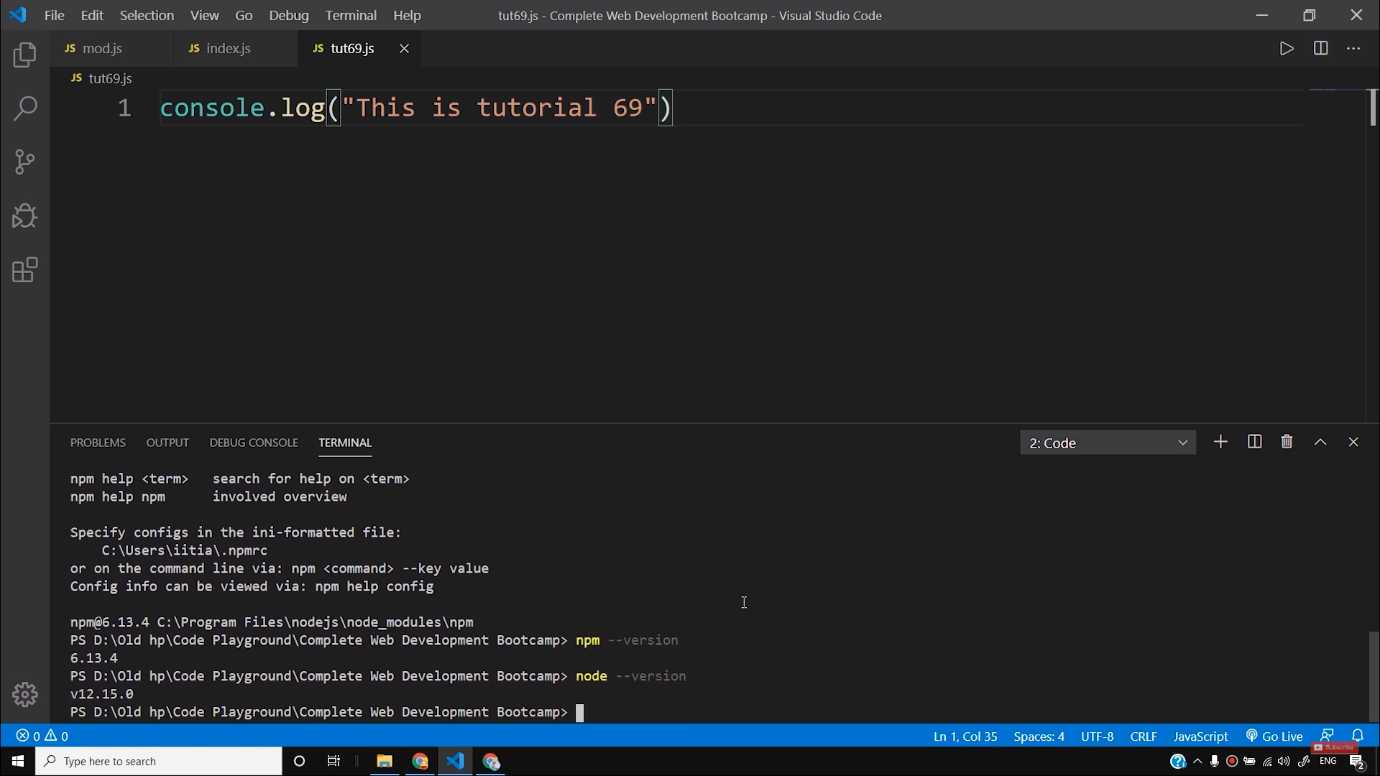 File Edit Selection View Go Debug Terminal Help tut69.js - Complete Web Development Bootcamp - Visual Studio Code
JS mod.js JS index.js JS tut69.js
JS tut69.js
1 console.log("This is tutorial 69")
PROBLEMS OUTPUT DEBUG CONSOLE TERMINAL 2: Code
npm help <term> search for help on <term>
npm help npm involved overview
Specify configs in the ini-formatted file:
C:\Users\iitia\.npmrc
or on the command line via: npm <command> --key value
Config info can be viewed via: npm help config
npm@6.13.4 C:\Program Files\nodejs\node_modules\npm
PS D:\Old hp\Code Playground\Complete Web Development Bootcamp> npm --version
6.13.4
PS D:\Old hp\Code Playground\Complete Web Development Bootcamp> node --version
v12.15.0
PS D:\Old hp\Code Playground\Complete Web Development Bootcamp>
0 0 Ln 1, Col 35 Spaces: 4 UTF-8 CRLF JavaScript Go Live
Subscribe
Type here to search ENG 2